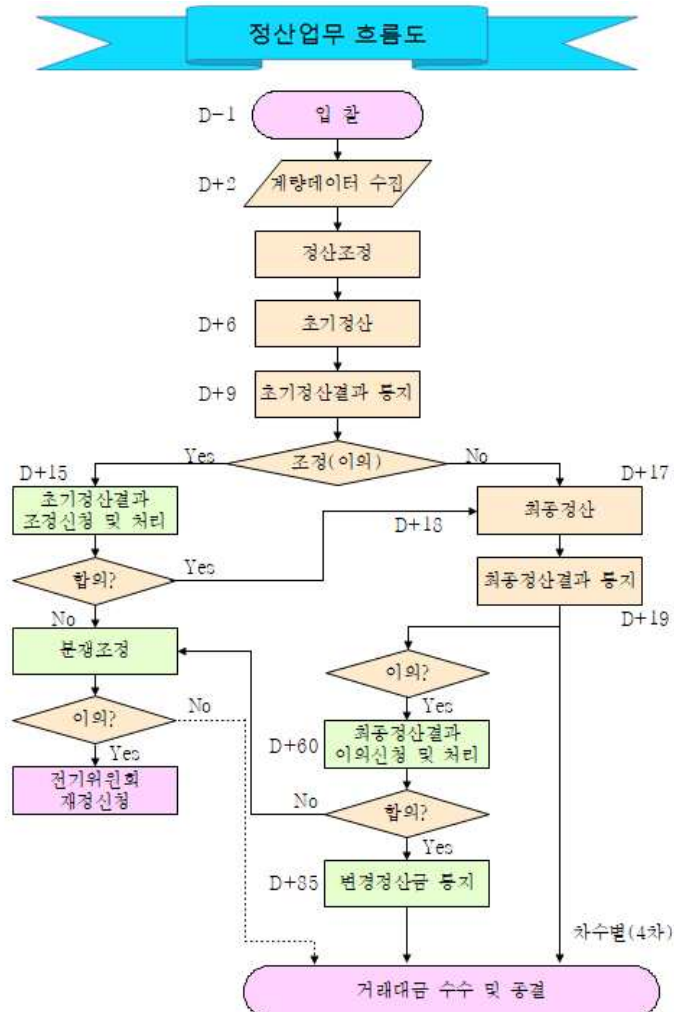 정산업무 흐름도
D-1
입 찰
D+2
계량데이터 수집
정산조정
D+6
초기정산
D+9
초기정산결과 통지
조정(이의)
Yes
No
D+15
초기정산결과
조정신청 및 처리
D+17
최종정산
D+18
합의?
Yes
최종정산결과 통지
D+19
No
분쟁조정
이의?
Yes
이의?
No
Yes
D+60
최종정산결과
이의신청 및 처리
전기위원회
재정신청
No
합의?
Yes
D+85
변경정산금 통지
차수별(4차)
거래대금 수수 및 종결